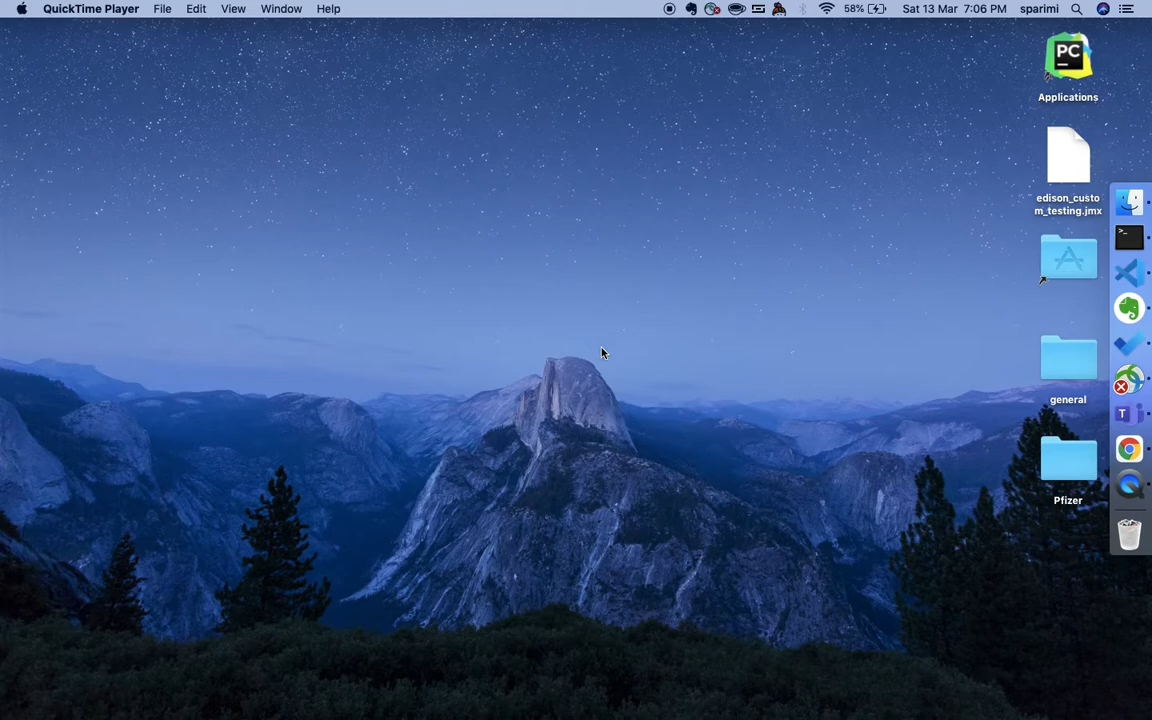 QuickTime Player File Edit View Window Help 58% Sat 13 Mar 7:06 PM sparimi
PC
Applications
edison_custo
m_testing.jmx
>_
general
Pfizer